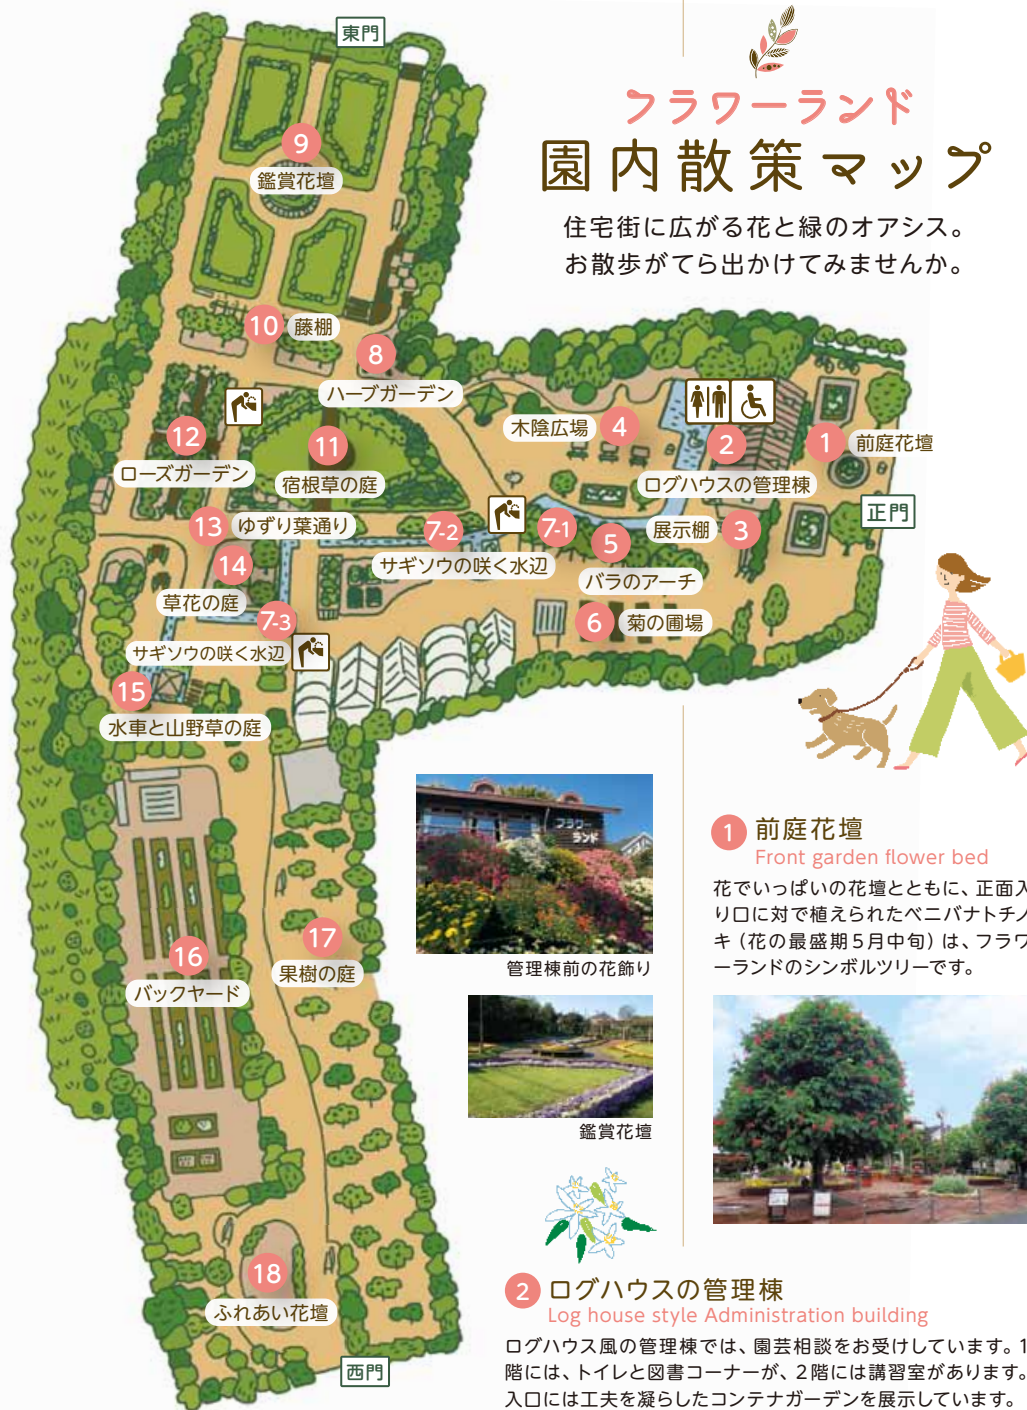 フラワーランド
園内散策マップ
住宅街に広がる花と緑のオアシス。
お散歩がてら出かけてみませんか。
東門
9
鑑賞花壇
10 藤棚
8
ハーブガーデン
12
ローズガーデン
11
宿根草の庭
木陰広場 4
2
ログハウスの管理棟
1 前庭花壇
正門
13 ゆずり葉通り
7-2
サギソウの咲く水辺
7-1
5
バラのアーチ
展示棚 3
14
草花の庭
7-3
サギソウの咲く水辺
6 菊の圃場
15
水車と山野草の庭
16
バックヤード
17
果樹の庭
18
ふれあい花壇
西門
フラワー
ランド
管理棟前の花飾り
鑑賞花壇
1 前庭花壇
Front garden flower bed
花でいっぱいの花壇とともに、正面入
り口に対で植えられたベニバナトチノ
キ（花の最盛期5月中旬）は、フラワ
ーランドのシンボルツリーです。
2 ログハウスの管理棟
Log house style Administration building
ログハウス風の管理棟では、園芸相談をお受けしています。1
階には、トイレと図書コーナーが、2階には講習室があります。
入口には工夫を凝らしたコンテナガーデンを展示しています。